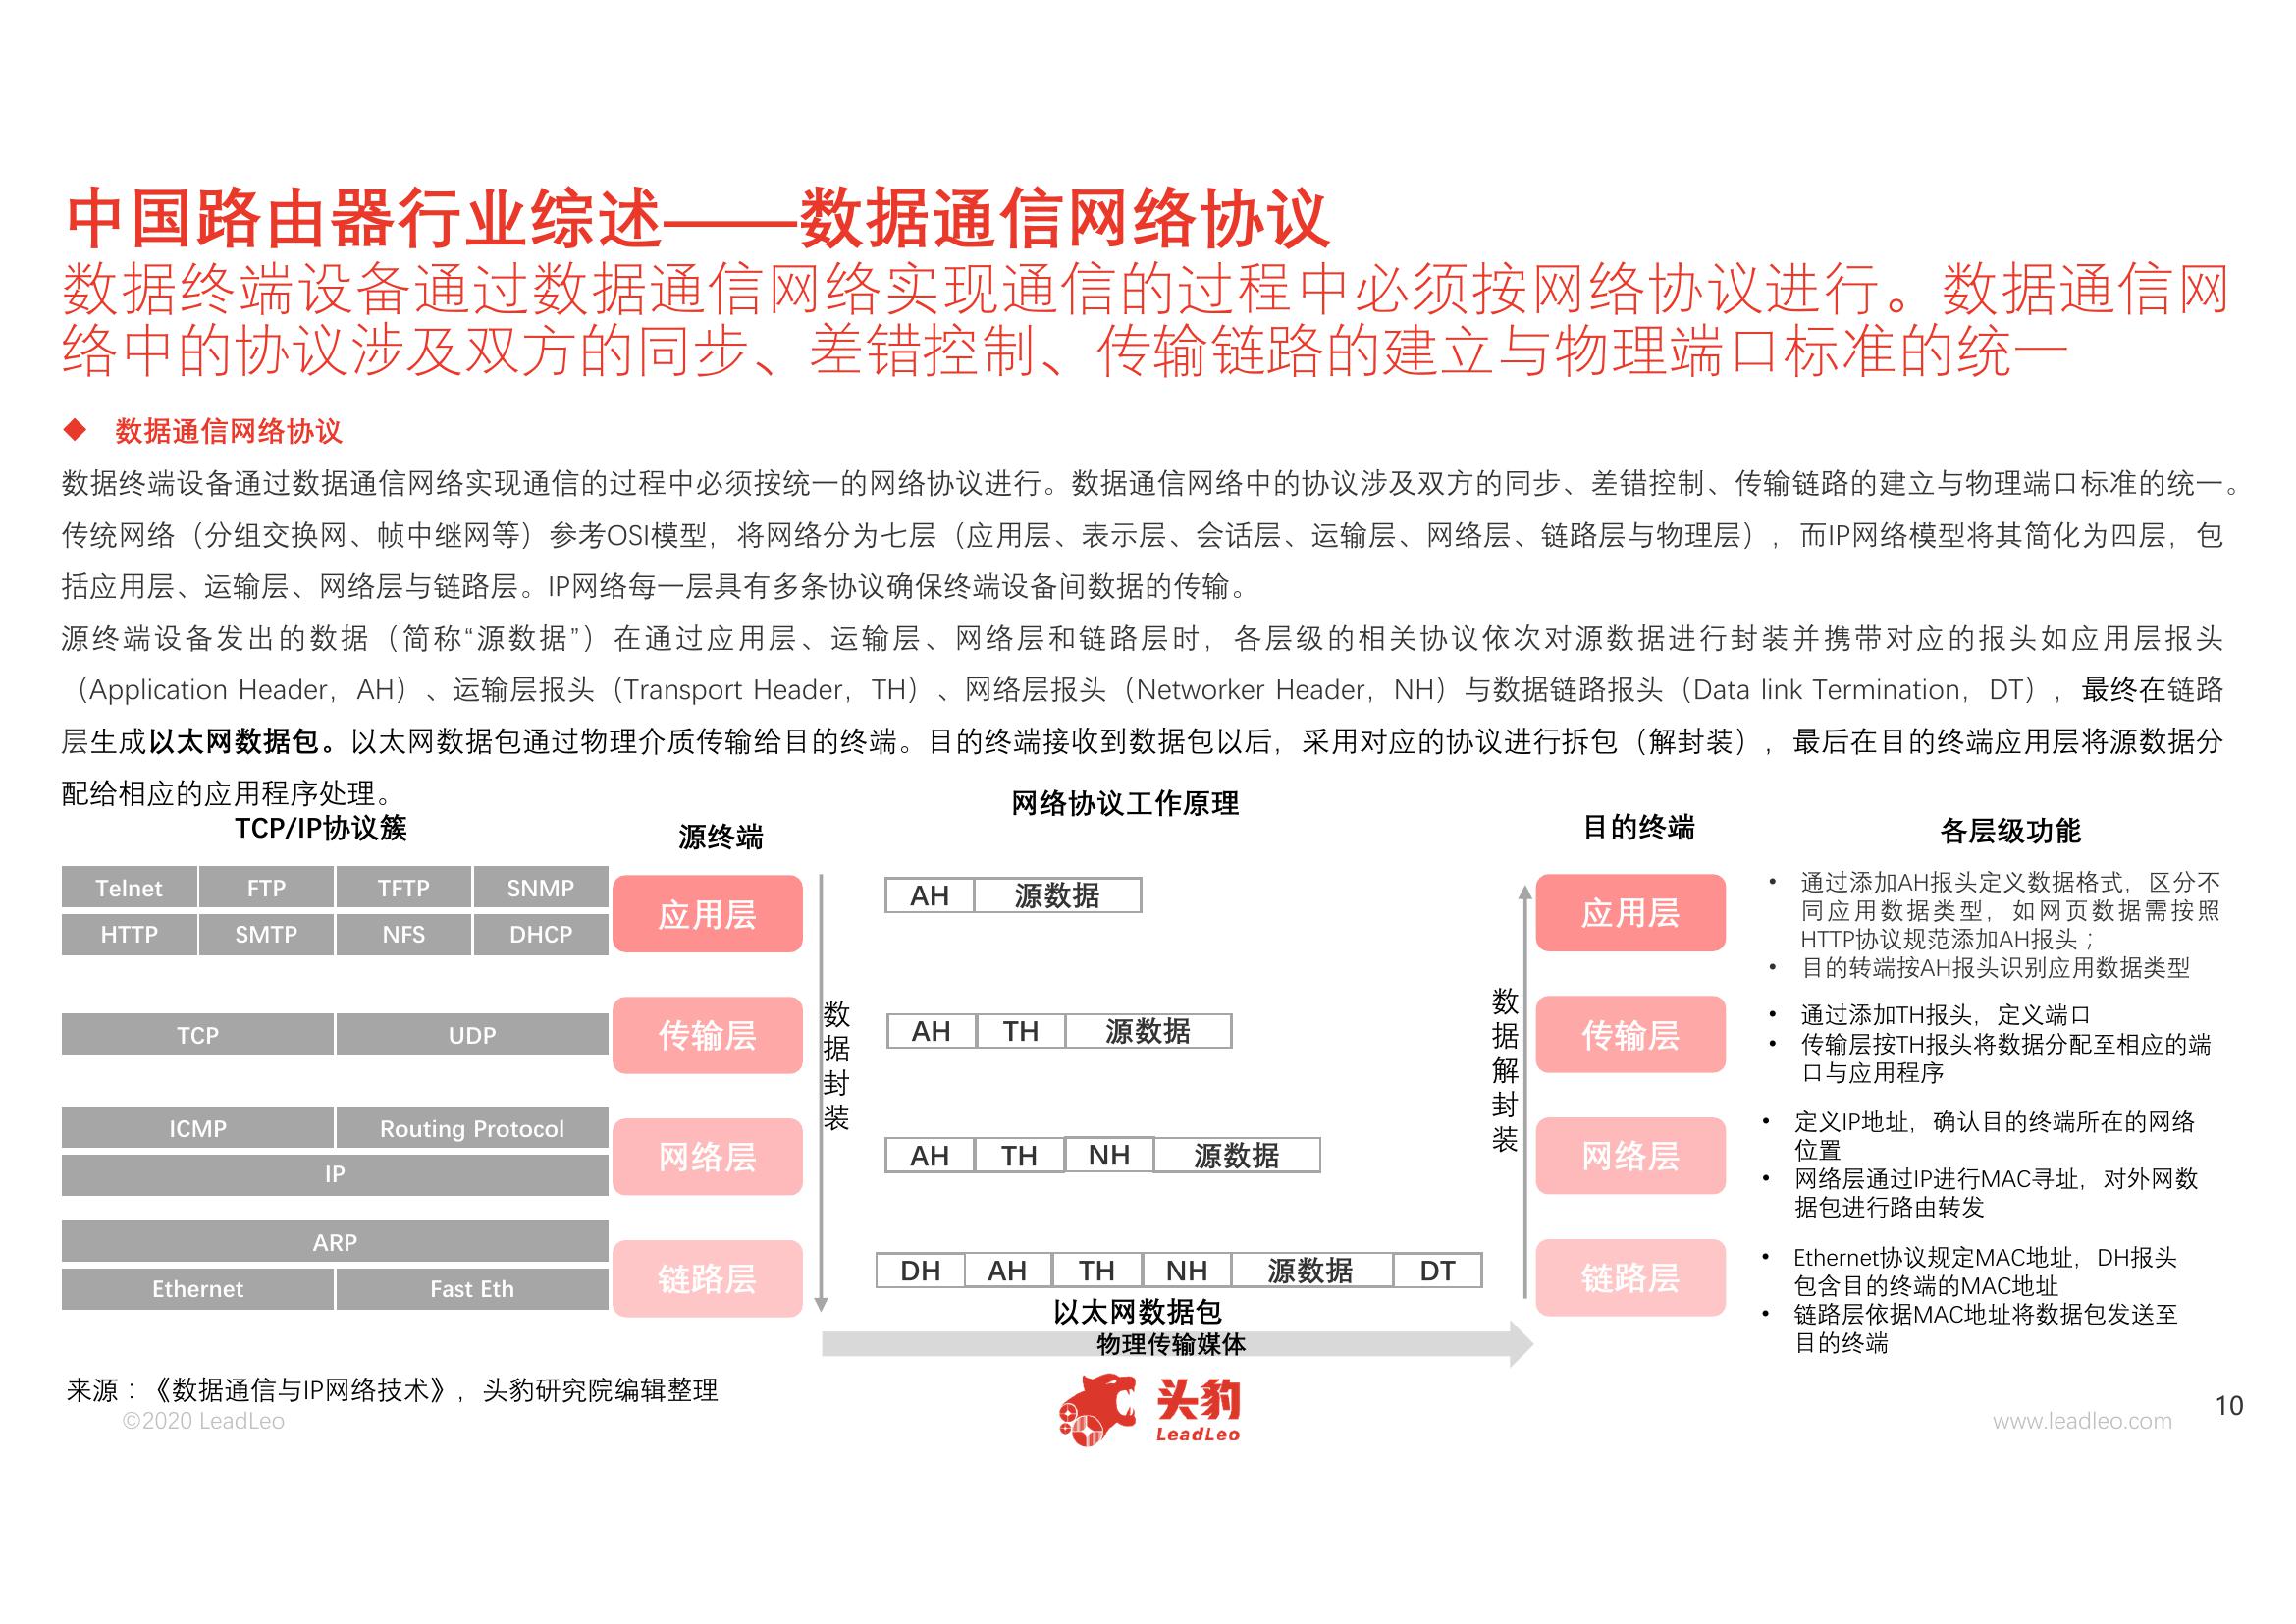 中国路由器行业综述——数据通信网络协议
数据终端设备通过数据通信网络实现通信的过程中必须按网络协议进行。数据通信网
络中的协议涉及双方的同步、差错控制、传输链路的建立与物理端口标准的统一
◆ 数据通信网络协议
数据终端设备通过数据通信网络实现通信的过程中必须按统一的网络协议进行。数据通信网络中的协议涉及双方的同步、差错控制、传输链路的建立与物理端口标准的统一。
传统网络（分组交换网、帧中继网等）参考OSI模型，将网络分为七层（应用层、表示层、会话层、运输层、网络层、链路层与物理层），而IP网络模型将其简化为四层，包
括应用层、运输层、网络层与链路层。IP网络每一层具有多条协议确保终端设备间数据的传输。
源终端设备发出的数据（简称“源数据”）在通过应用层、运输层、网络层和链路层时，各层级的相关协议依次对源数据进行封装并携带对应的报头如应用层报头
（Application Header，AH）、运输层报头（Transport Header，TH）、网络层报头（Networker Header，NH）与数据链路报头（Data link Termination，DT），最终在链路
层生成以太网数据包。以太网数据包通过物理介质传输给目的终端。目的终端接收到数据包以后，采用对应的协议进行拆包（解封装），最后在目的终端应用层将源数据分
配给相应的应用程序处理。
TCP/IP协议簇
Telnet FTP TFTP SNMP
HTTP SMTP NFS DHCP
TCP UDP
ICMP Routing Protocol
IP
ARP
Ethernet Fast Eth
源终端
应用层
传输层
网络层
链路层
网络协议工作原理
数据封装
AH 源数据
AH TH 源数据
AH TH NH 源数据
DH AH TH NH 源数据 DT
以太网数据包
物理传输媒体
数据解封装
目的终端
应用层
传输层
网络层
链路层
各层级功能
• 通过添加AH报头定义数据格式，区分不
同应用数据类型，如网页数据需按照
HTTP协议规范添加AH报头；
• 目的转端按AH报头识别应用数据类型
• 通过添加TH报头，定义端口
• 传输层按TH报头将数据分配至相应的端
口与应用程序
• 定义IP地址，确认目的终端所在的网络
位置
• 网络层通过IP进行MAC寻址，对外网数
据包进行路由转发
• Ethernet协议规定MAC地址，DH报头
包含目的终端的MAC地址
• 链路层依据MAC地址将数据包发送至
目的终端
来源：《数据通信与IP网络技术》，头豹研究院编辑整理
©2020 LeadLeo
头豹
LeadLeo
www.leadleo.com
10